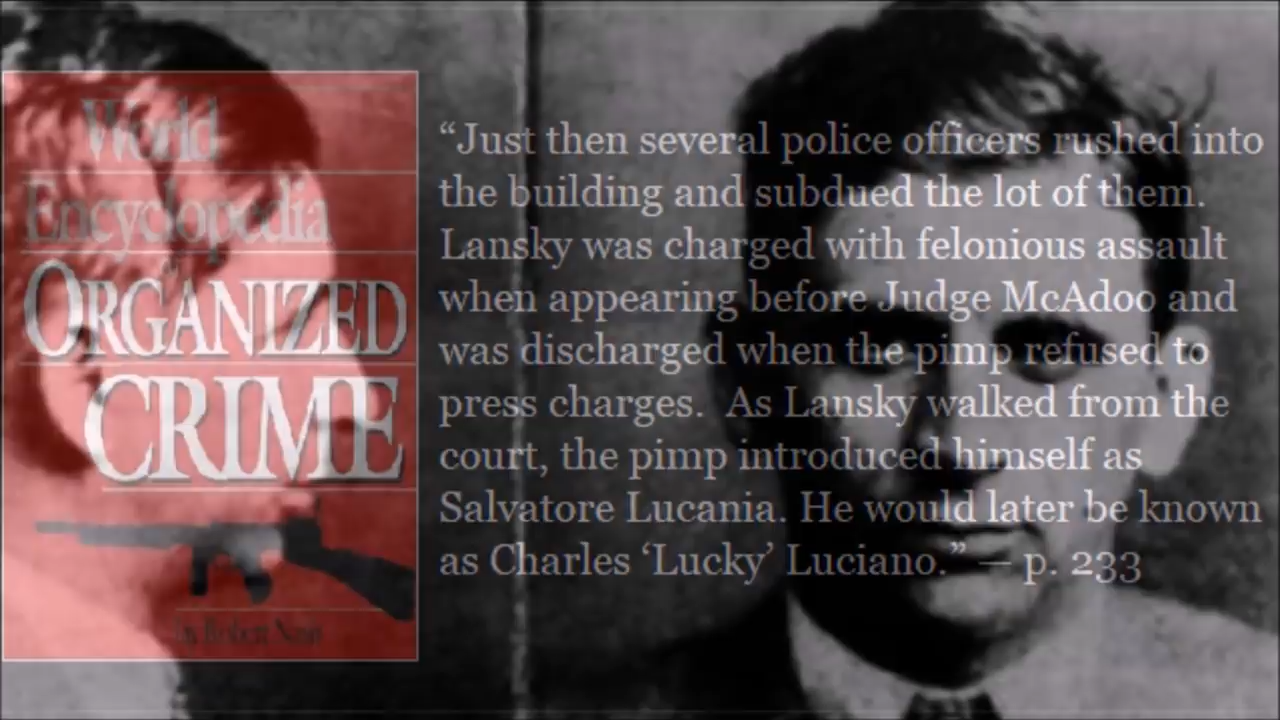 World
Encyclopedia
ORGANIZED
CRIME
by Robert Nash
“Just then several police officers rushed into
the building and subdued the lot of them.
Lansky was charged with felonious assault
when appearing before Judge McAdoo and
was discharged when the pimp refused to
press charges.  As Lansky walked from the
court, the pimp introduced himself as
Salvatore Lucania. He would later be known
as Charles ‘Lucky’ Luciano.” — p. 233